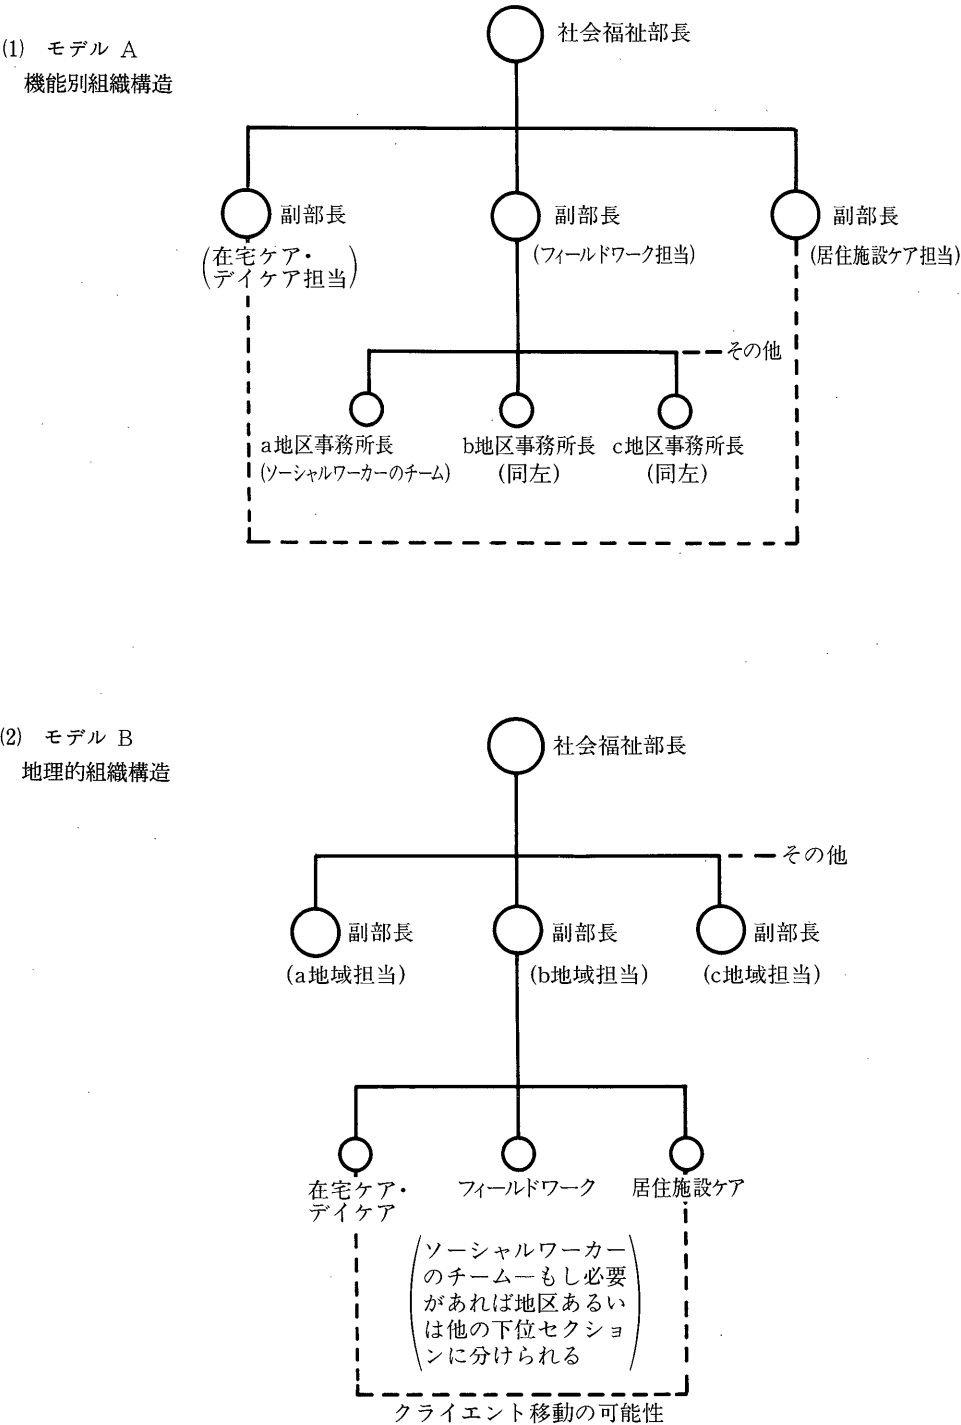 (1) モデル A
機能別組織構造
社会福祉部長
副部長
(在宅ケア・
デイケア担当)
副部長
(フィールドワーク担当)
副部長
(居住施設ケア担当)
その他
a地区事務所長
(ソーシャルワーカーのチーム)
b地区事務所長
(同左)
c地区事務所長
(同左)
(2) モデル B
地理的組織構造
社会福祉部長
その他
副部長
(a地域担当)
副部長
(b地域担当)
副部長
(c地域担当)
在宅ケア・
デイケア
フィールドワーク
居住施設ケア
(ソーシャルワーカー
のチーム—もし必要
があれば地区あるい
は他の下位セクショ
ンに分けられる)
クライエント移動の可能性